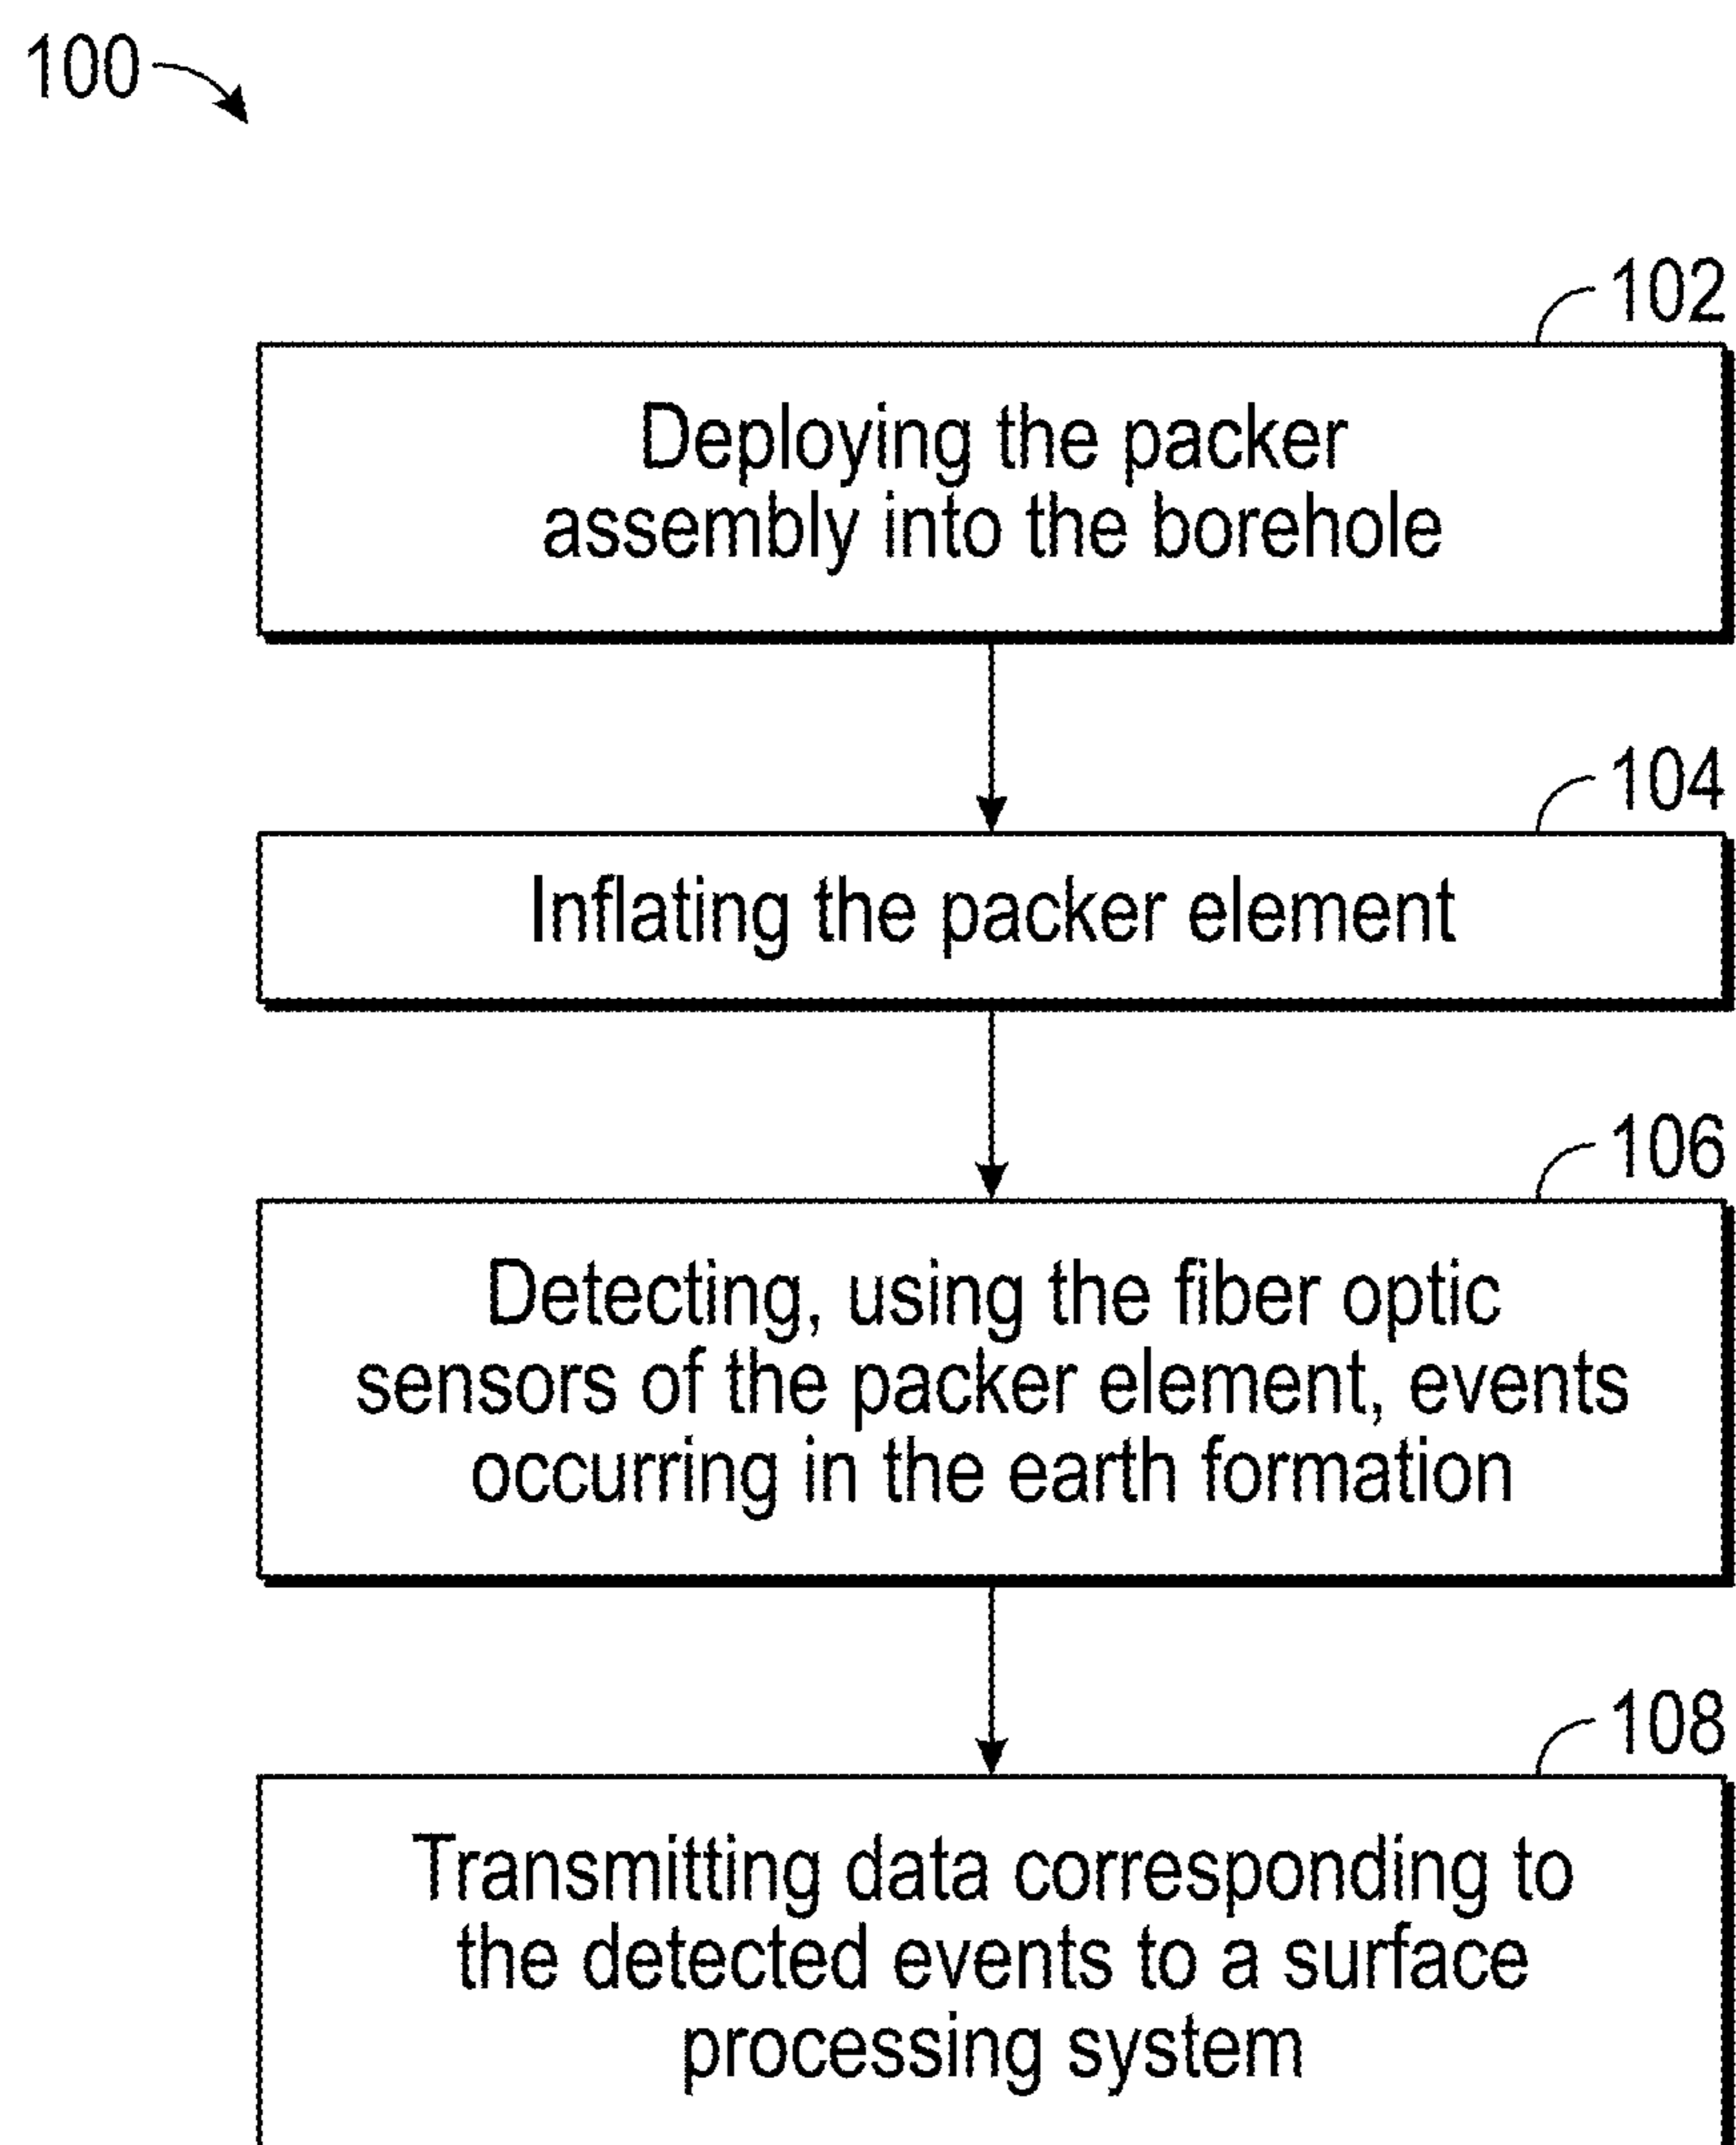 100
102
Deploying the packer
assembly into the borehole
104
Inflating the packer element
106
Detecting, using the fiber optic
sensors of the packer element, events
occurring in the earth formation
108
Transmitting data corresponding to
the detected events to a surface
processing system